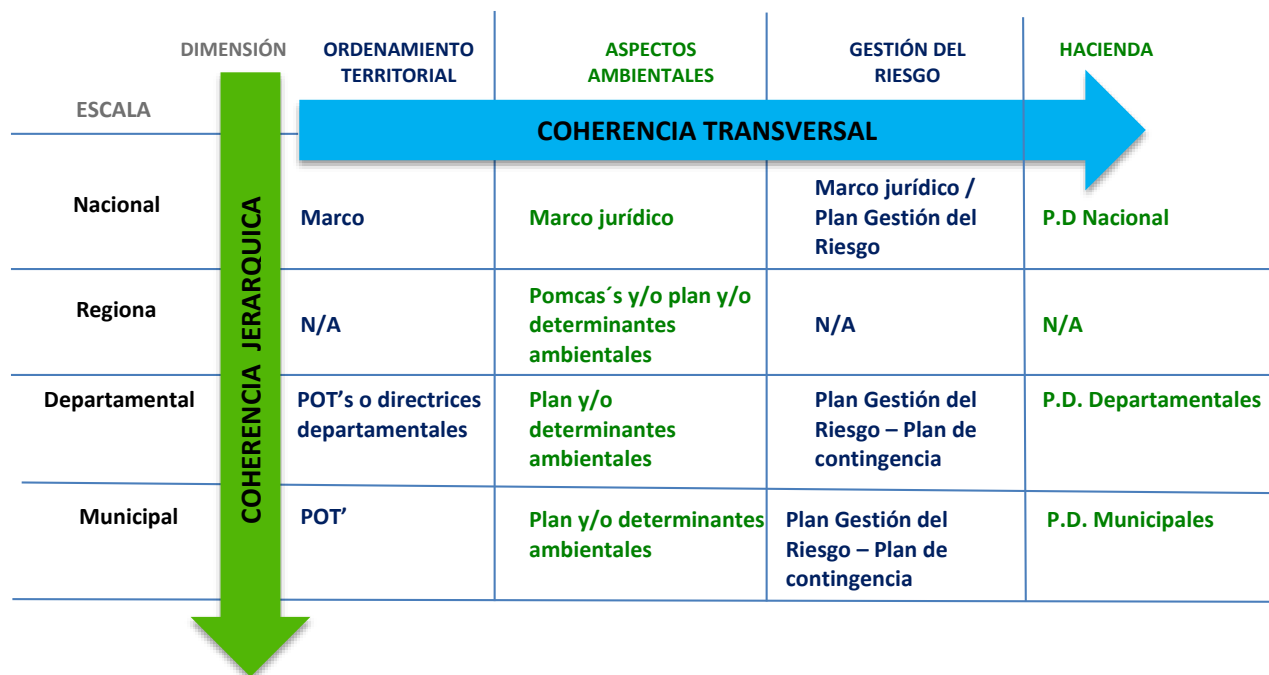 DIMENSIÓN
ORDENAMIENTO
TERRITORIAL
ASPECTOS
AMBIENTALES
GESTIÓN DEL
RIESGO
HACIENDA
ESCALA
COHERENCIA TRANSVERSAL
COHERENCIA JERARQUICA
Nacional
Marco
Marco jurídico
Marco jurídico /
Plan Gestión del
Riesgo
P.D Nacional
Regiona
N/A
Pomcas´s y/o plan y/o
determinantes
ambientales
N/A
N/A
Departamental
POT’s o directrices
departamentales
Plan y/o
determinantes
ambientales
Plan Gestión del
Riesgo – Plan de
contingencia
P.D. Departamentales
Municipal
POT’
Plan y/o determinantes
ambientales
Plan Gestión del
Riesgo – Plan de
contingencia
P.D. Municipales